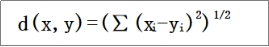 d(x, y)=(∑ (xᵢ−yᵢ)²)¹/²